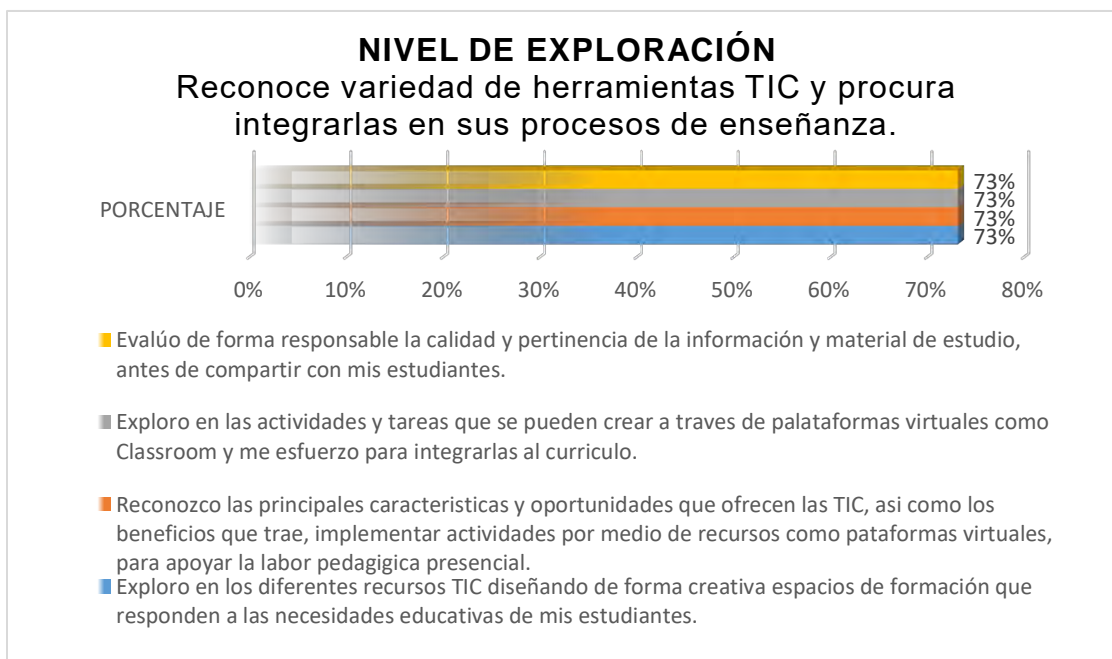 NIVEL DE EXPLORACIÓN
Reconoce variedad de herramientas TIC y procura
integrarlas en sus procesos de enseñanza.
PORCENTAJE
73%
73%
73%
73%
0% 10% 20% 30% 40% 50% 60% 70% 80%
Evalúo de forma responsable la calidad y pertinencia de la información y material de estudio,
antes de compartir con mis estudiantes.
Exploro en las actividades y tareas que se pueden crear a traves de palataformas virtuales como
Classroom y me esfuerzo para integrarlas al curriculo.
Reconozco las principales caracteristicas y oportunidades que ofrecen las TIC, asi como los
beneficios que trae, implementar actividades por medio de recursos como pataformas virtuales,
para apoyar la labor pedagigica presencial.
Exploro en los diferentes recursos TIC diseñando de forma creativa espacios de formación que
responden a las necesidades educativas de mis estudiantes.